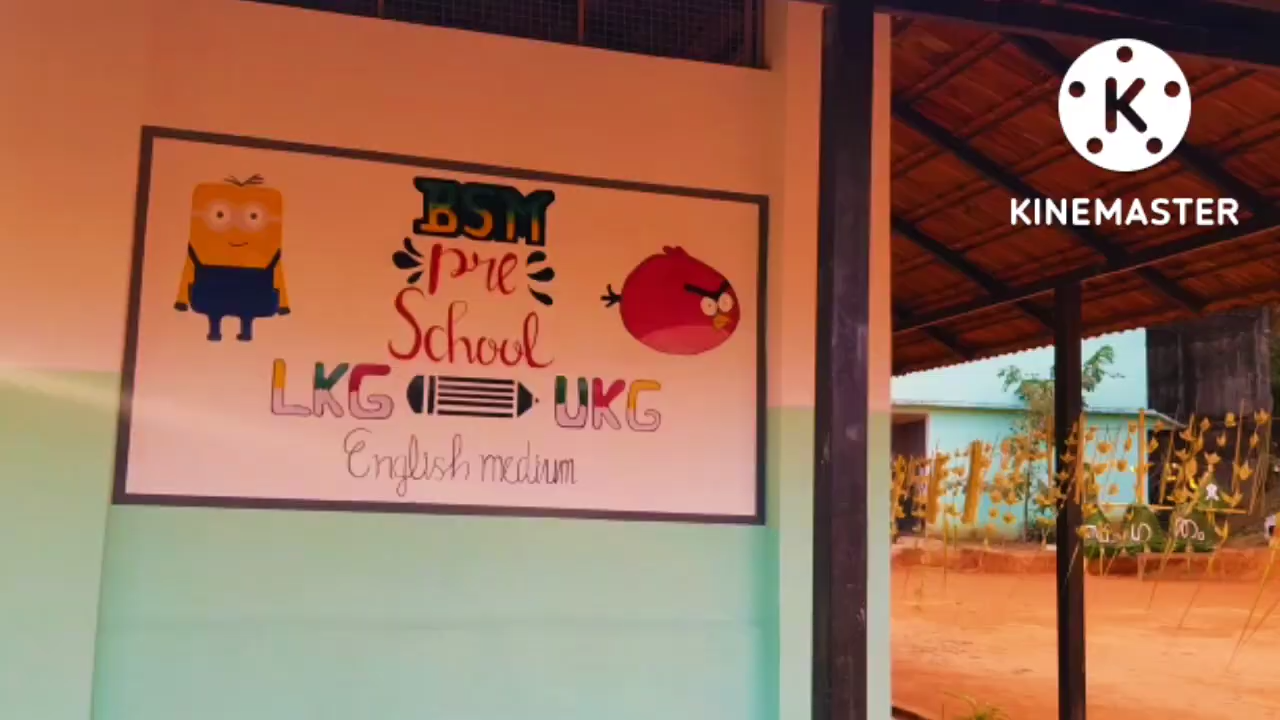 BSM
pre
School
LKG UKG
English medium
K
KINEMASTER